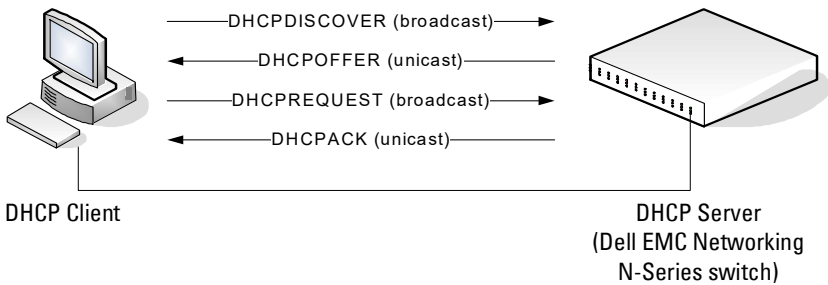 DHCPDISCOVER (broadcast)
DHCPOFFER (unicast)
DHCPREQUEST (broadcast)
DHCPACK (unicast)
DHCP Client
DHCP Server
(Dell EMC Networking
N-Series switch)